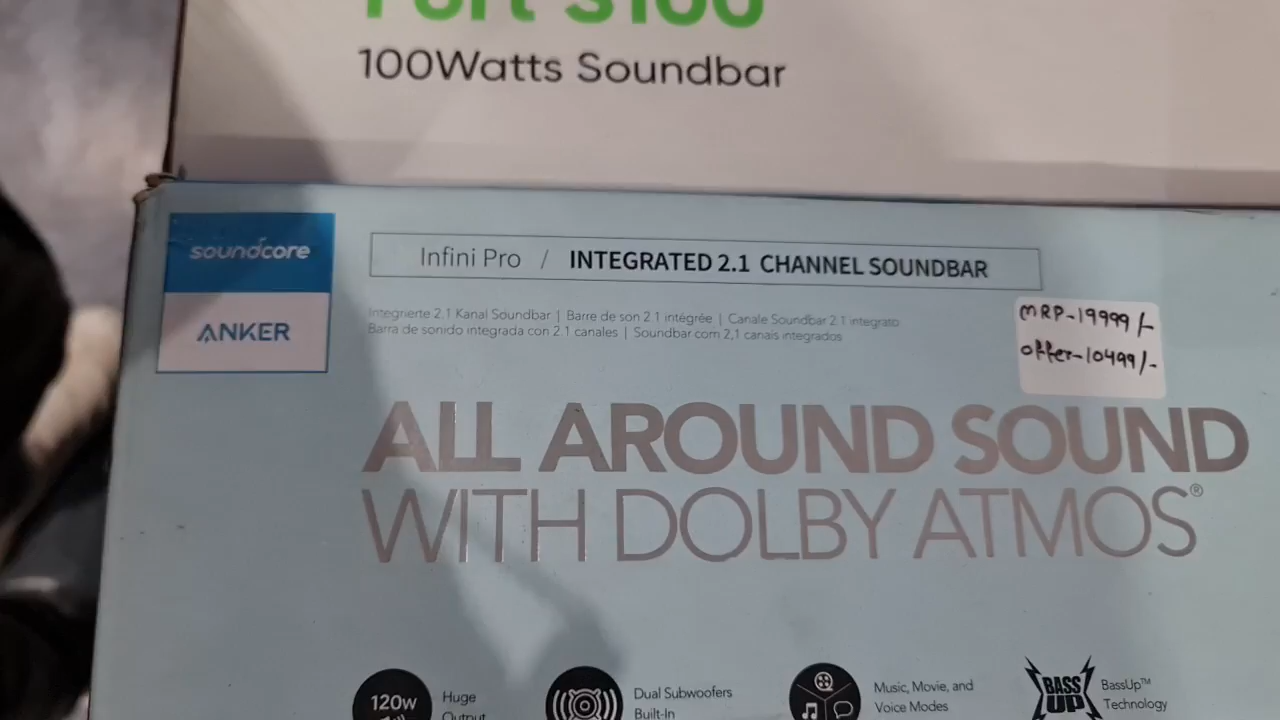 Fort S100
100Watts Soundbar
soundcore
ANKER
Infini Pro / INTEGRATED 2.1 CHANNEL SOUNDBAR
Integrierte 2.1 Kanal Soundbar | Barre de son 2.1 intégrée | Canale Soundbar 2.1 integrato
Barra de sonido integrada con 2.1 canales | Soundbar com 2,1 canais integrados
MRP-19999/-
offer-10499/-
ALL AROUND SOUND
WITH DOLBY ATMOS®
120w
Huge
Output
Dual Subwoofers
Built-In
Music, Movie, and
Voice Modes
BASS
UP
BassUp™
Technology